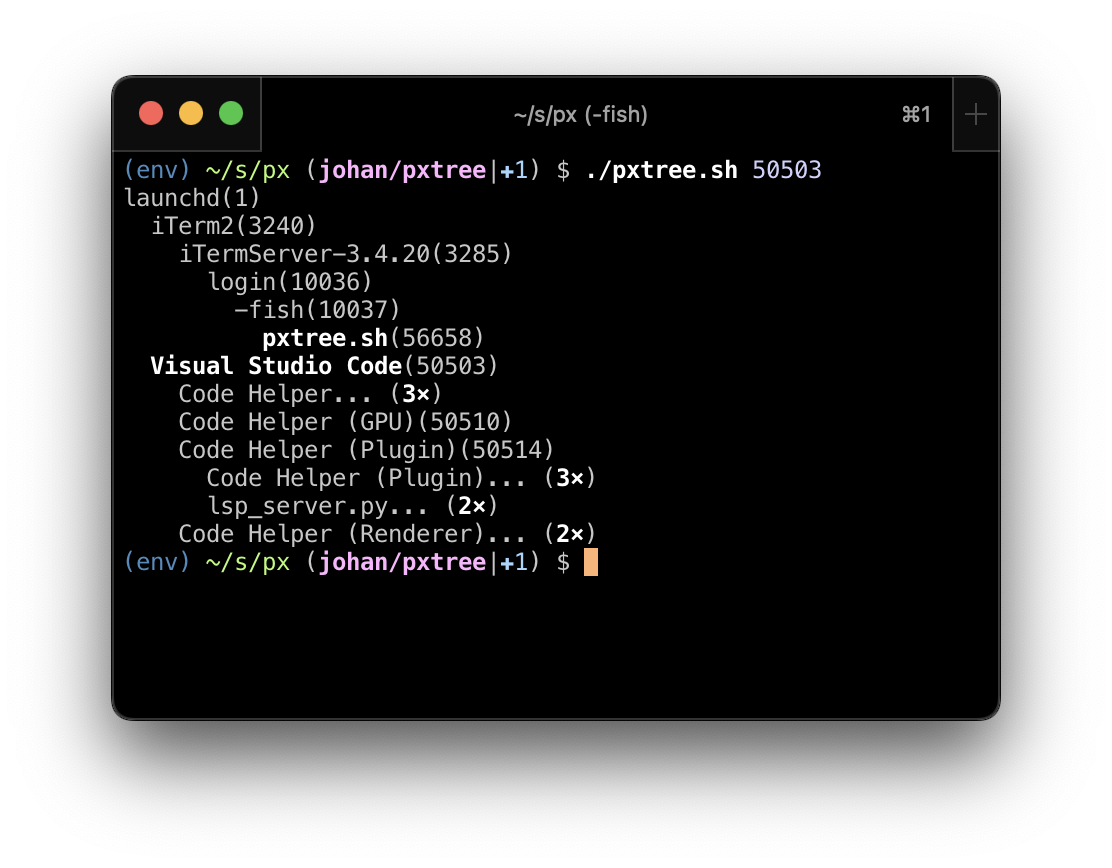 ~/s/px (-fish) ⌘1 +
(env) ~/s/px (johan/pxtree|✚1) $ ./pxtree.sh 50503
launchd(1)
  iTerm2(3240)
    iTermServer-3.4.20(3285)
      login(10036)
        -fish(10037)
          pxtree.sh(56658)
  Visual Studio Code(50503)
    Code Helper... (3×)
    Code Helper (GPU)(50510)
    Code Helper (Plugin)(50514)
      Code Helper (Plugin)... (3×)
      lsp_server.py... (2×)
    Code Helper (Renderer)... (2×)
(env) ~/s/px (johan/pxtree|✚1) $